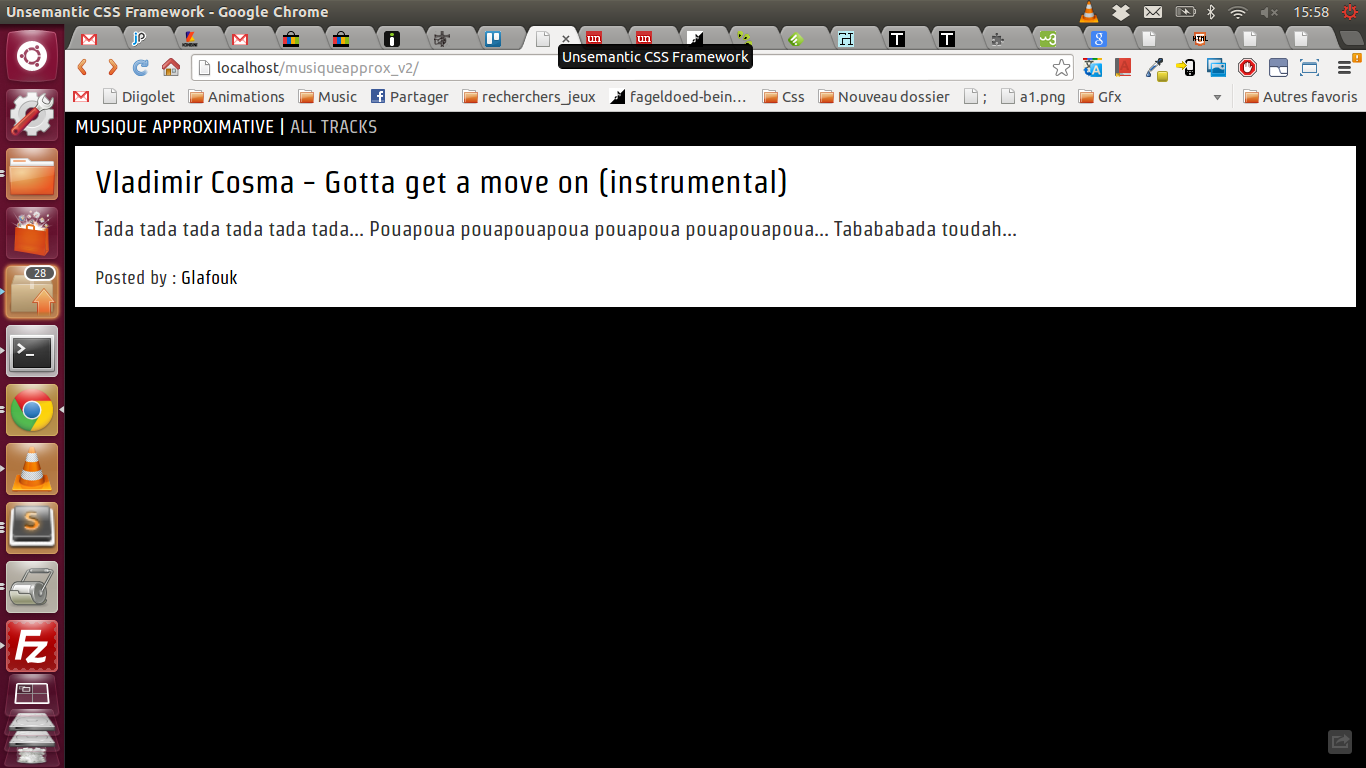 Unsemantic CSS Framework - Google Chrome
15:58
Unsemantic CSS Framework
localhost/musiqueapprox_v2/
Diigolet Animations Music Partager recherchers_jeux fageldoed-bein... Css Nouveau dossier ; a1.png Gfx Autres favoris
MUSIQUE APPROXIMATIVE | ALL TRACKS
Vladimir Cosma - Gotta get a move on (instrumental)
Tada tada tada tada tada tada... Pouapoua pouapouapoua pouapoua pouapouapoua... Tabababada toudah...
Posted by : Glafouk
28